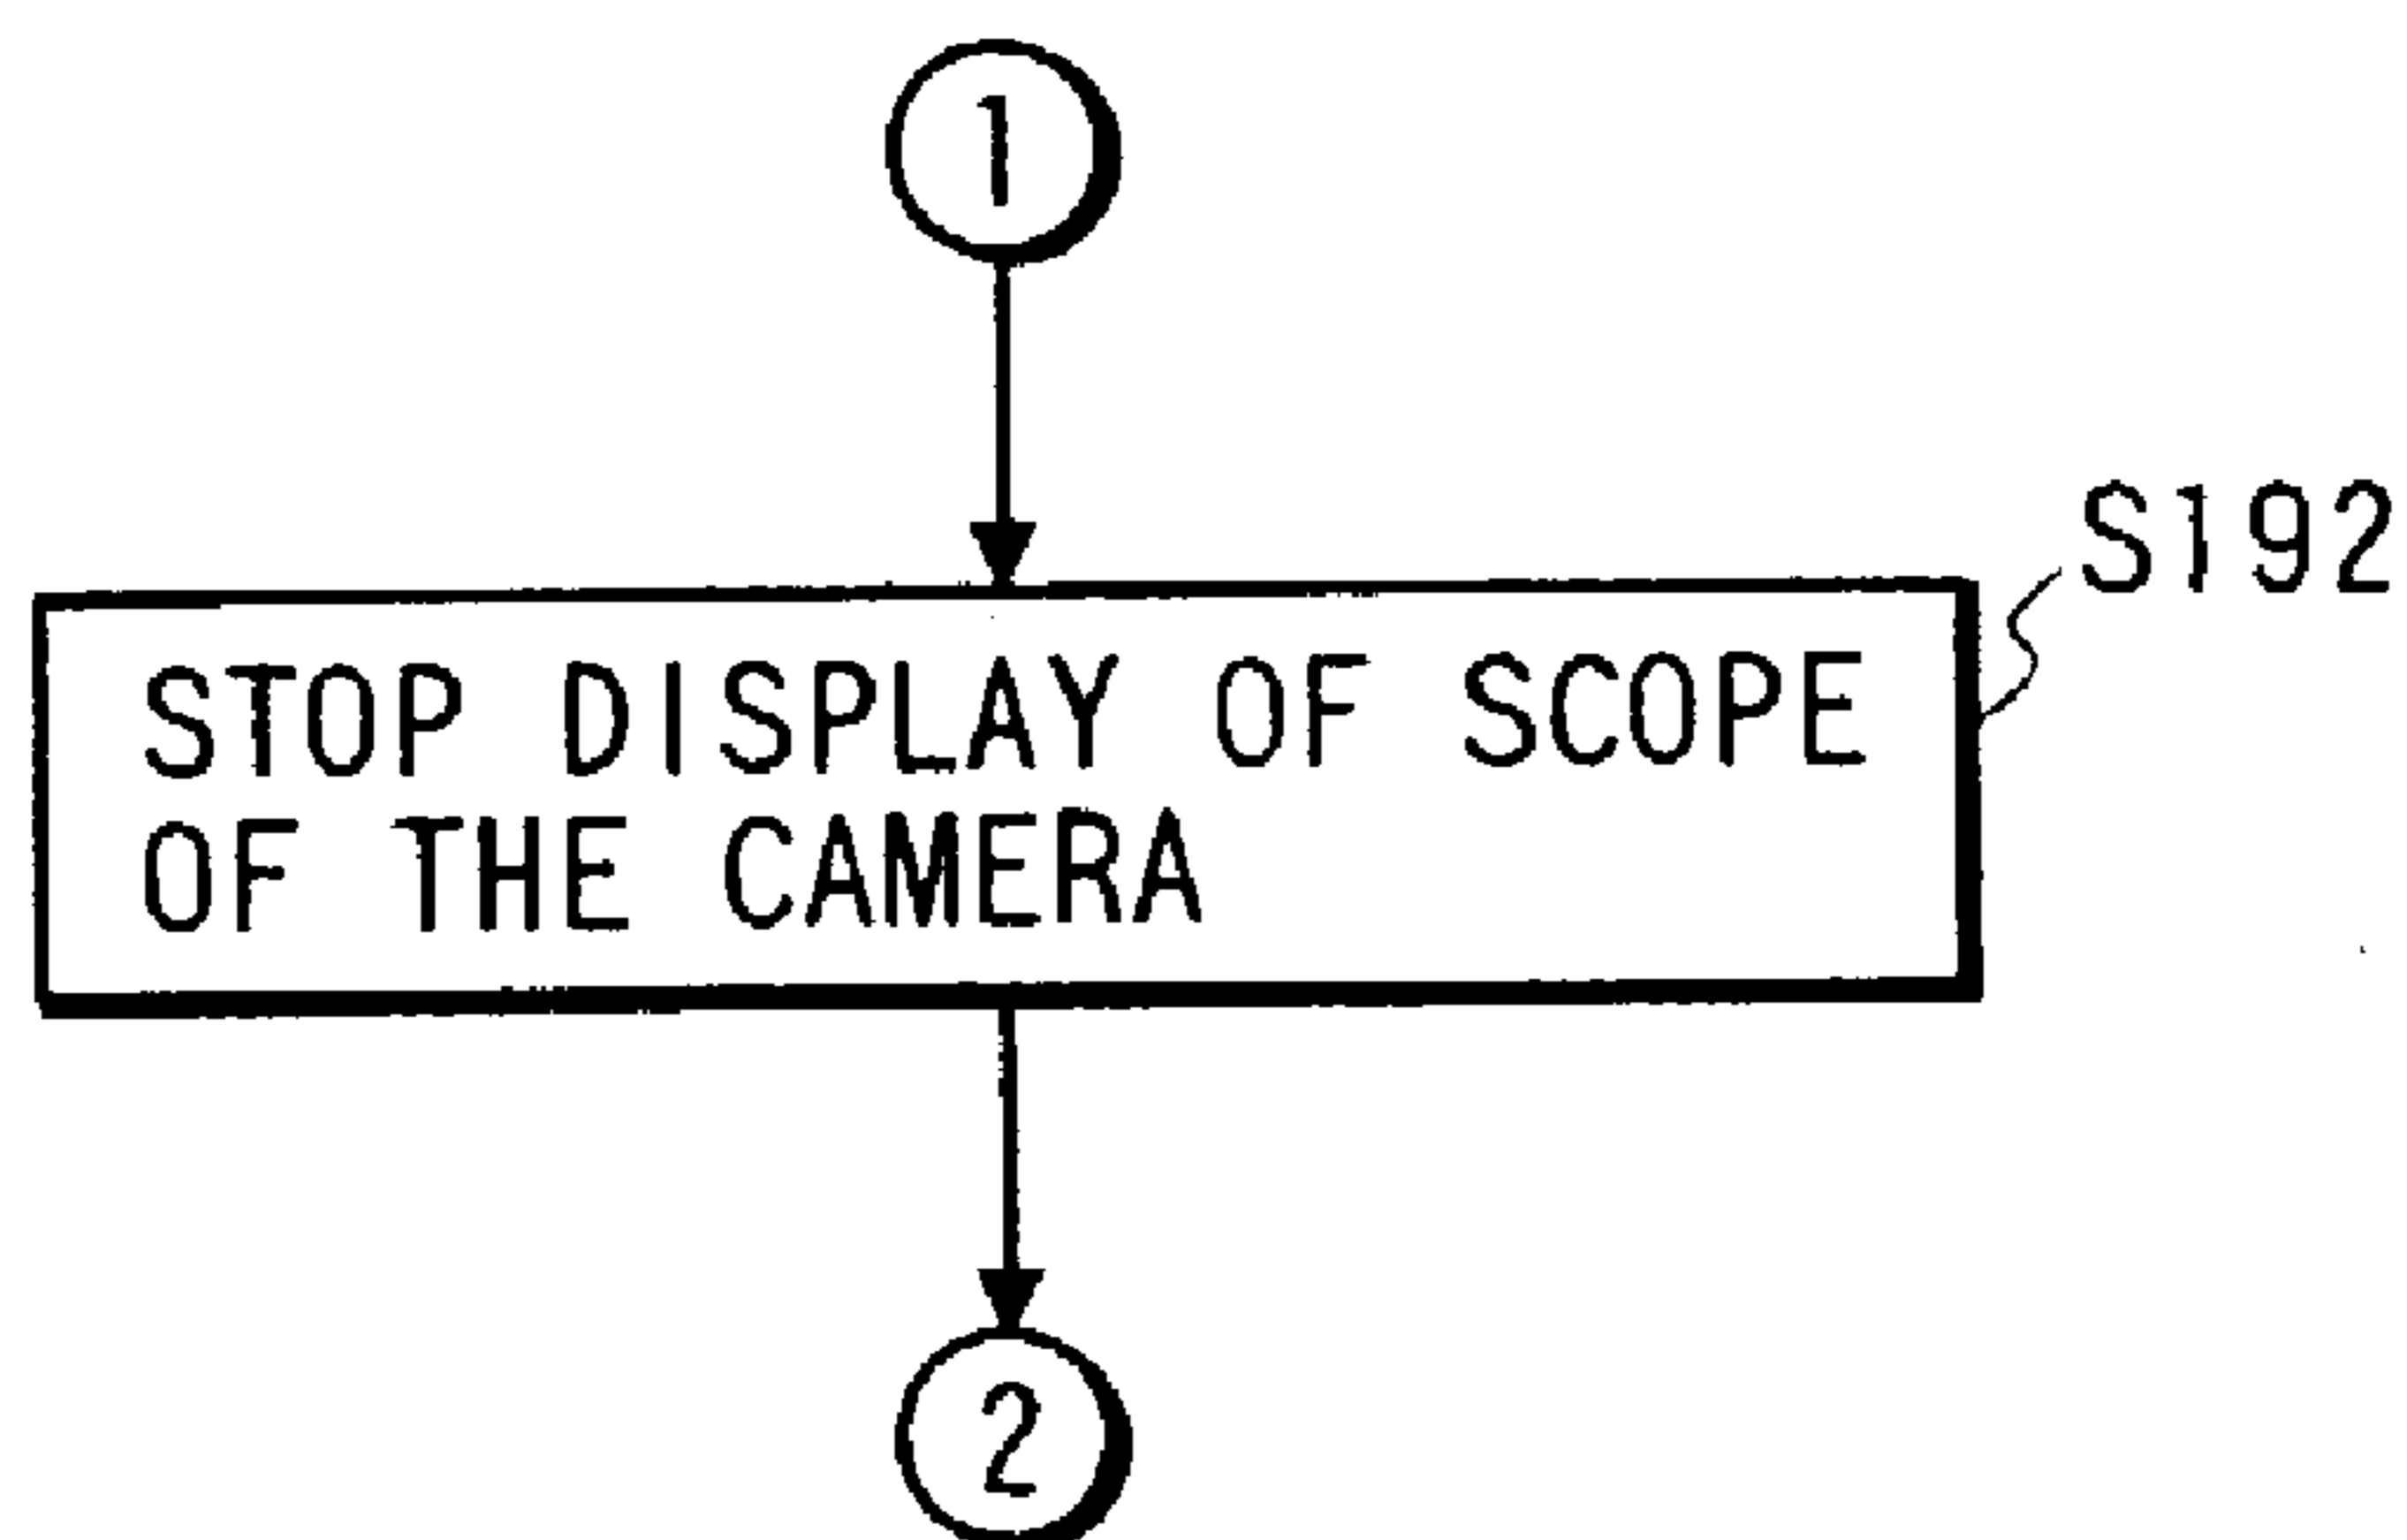 1
S192
STOP DISPLAY OF SCOPE
OF THE CAMERA
2